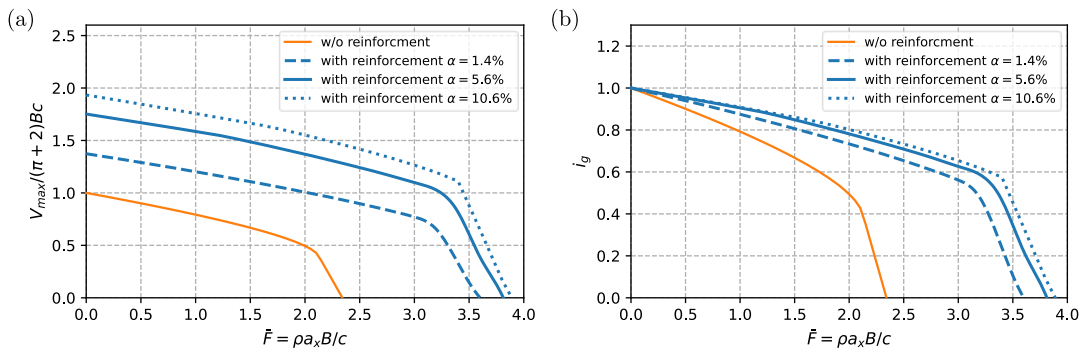 (a)
V_max/(π + 2)Bc
2.5
2.0
1.5
1.0
0.5
0.0
w/o reinforcment
with reinforcement α = 1.4%
with reinforcement α = 5.6%
with reinforcement α = 10.6%
0.0 0.5 1.0 1.5 2.0 2.5 3.0 3.5 4.0
F̄ = ρa_xB/c
(b)
i_g
1.2
1.0
0.8
0.6
0.4
0.2
0.0
w/o reinforcment
with reinforcement α = 1.4%
with reinforcement α = 5.6%
with reinforcement α = 10.6%
0.0 0.5 1.0 1.5 2.0 2.5 3.0 3.5 4.0
F̄ = ρa_xB/c